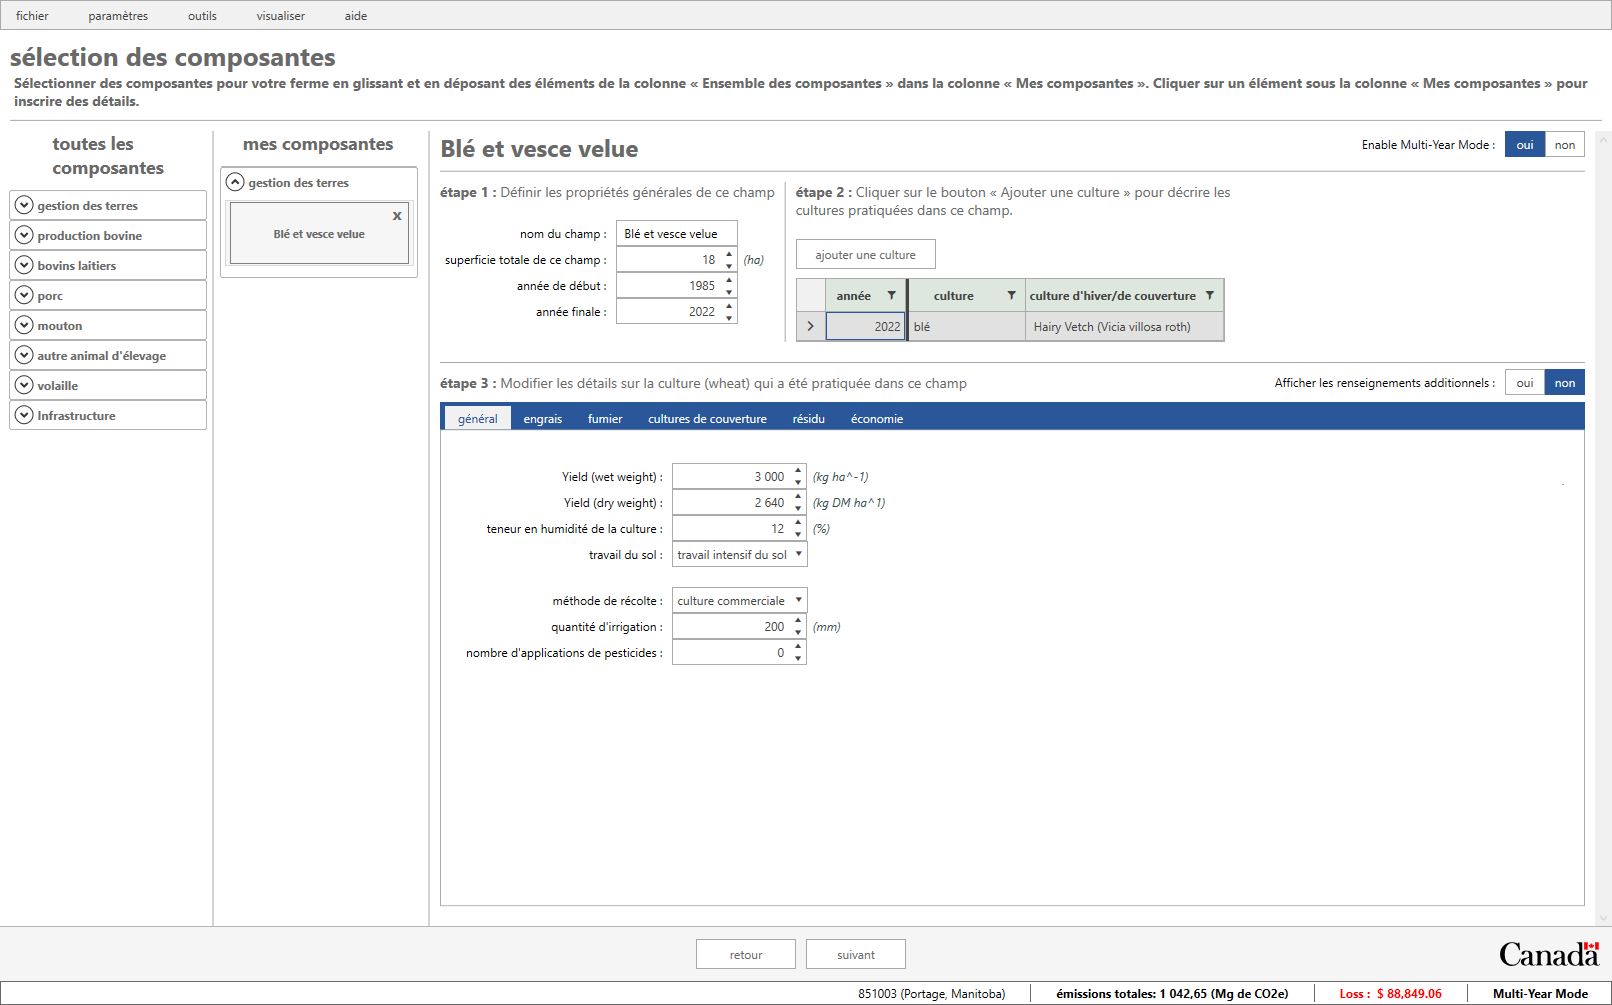 fichier paramètres outils visualiser aide
sélection des composantes
Sélectionner des composantes pour votre ferme en glissant et en déposant des éléments de la colonne « Ensemble des composantes » dans la colonne « Mes composantes ». Cliquer sur un élément sous la colonne « Mes composantes » pour
inscrire des détails.
toutes les
composantes
gestion des terres
production bovine
bovins laitiers
porc
mouton
autre animal d'élevage
volaille
Infrastructure
mes composantes
gestion des terres
x
Blé et vesce velue
Blé et vesce velue
Enable Multi-Year Mode : oui non
étape 1 : Définir les propriétés générales de ce champ
nom du champ : Blé et vesce velue
superficie totale de ce champ : 18 (ha)
année de début : 1985
année finale : 2022
étape 2 : Cliquer sur le bouton « Ajouter une culture » pour décrire les
cultures pratiquées dans ce champ.
ajouter une culture
année culture culture d'hiver/de couverture
2022 blé Hairy Vetch (Vicia villosa roth)
étape 3 : Modifier les détails sur la culture (wheat) qui a été pratiquée dans ce champ
Afficher les renseignements additionnels : oui non
général engrais fumier cultures de couverture résidu économie
Yield (wet weight) : 3 000 (kg ha^-1)
Yield (dry weight) : 2 640 (kg DM ha^1)
teneur en humidité de la culture : 12 (%)
travail du sol : travail intensif du sol
méthode de récolte : culture commerciale
quantité d'irrigation : 200 (mm)
nombre d'applications de pesticides : 0
retour suivant
Canada
851003 (Portage, Manitoba) émissions totales: 1 042,65 (Mg de CO2e) Loss : $ 88,849.06 Multi-Year Mode